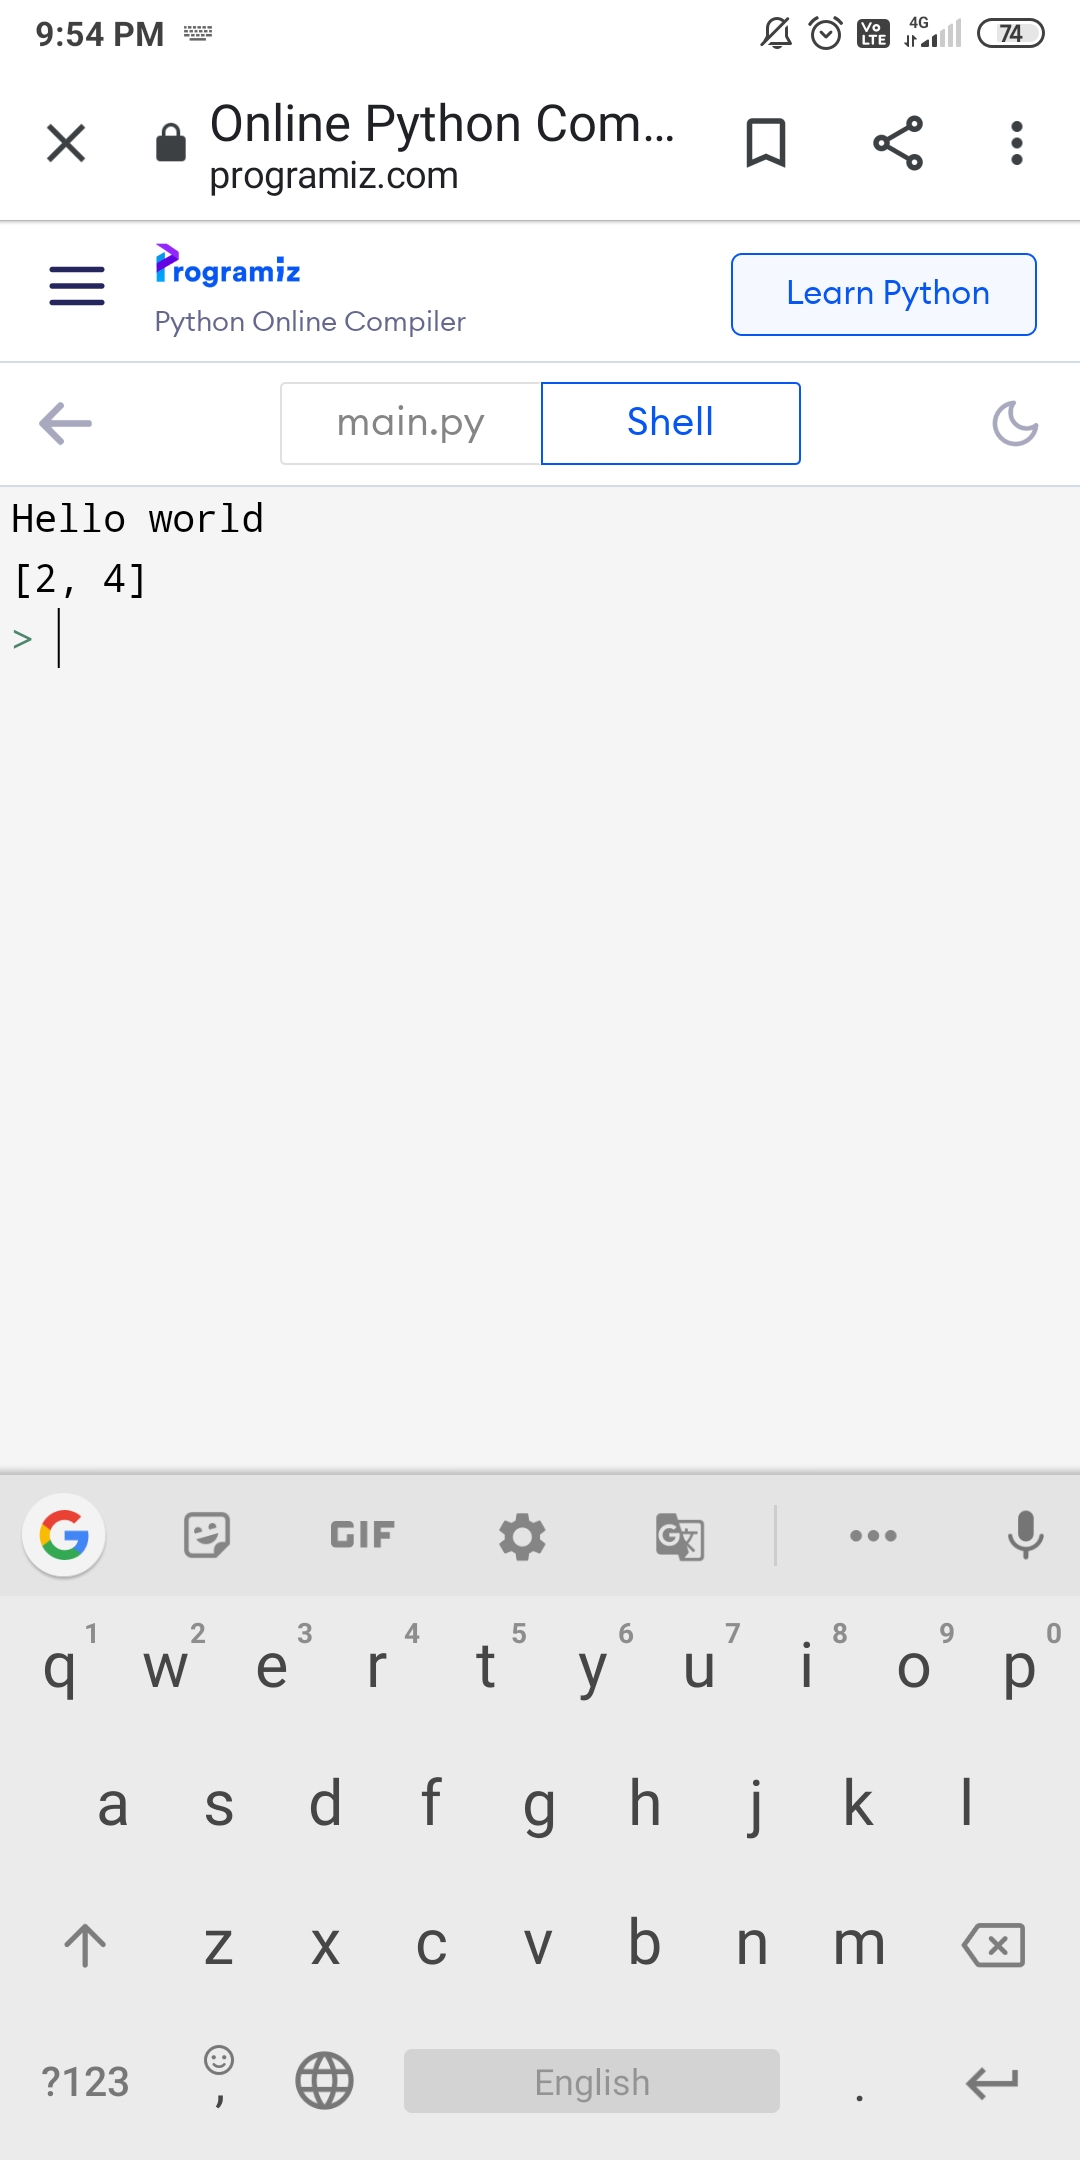 9:54 PM
VO LTE 4G 74
Online Python Com...
programiz.com
Programiz
Python Online Compiler
Learn Python
main.py
Shell
Hello world
[2, 4]
>
G GIF G文
1 2 3 4 5 6 7 8 9 0
q w e r t y u i o p
a s d f g h j k l
z x c v b n m
?123 , English .